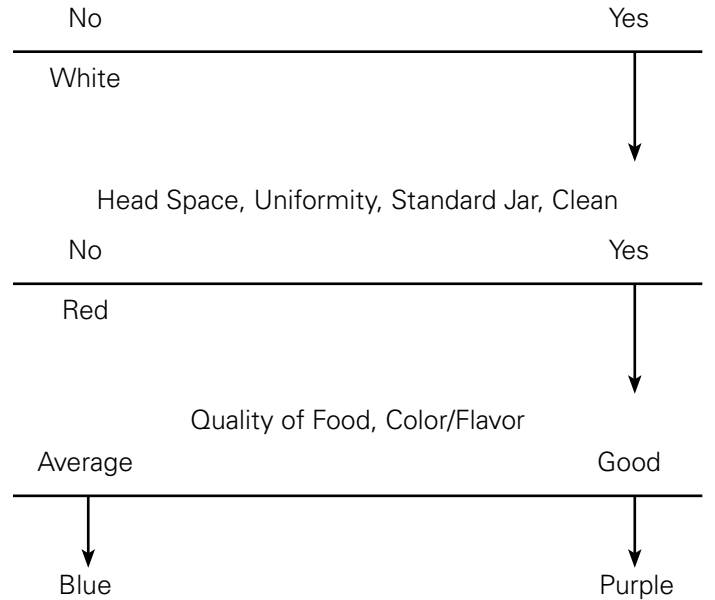 No Yes
White
Head Space, Uniformity, Standard Jar, Clean
No Yes
Red
Quality of Food, Color/Flavor
Average Good
Blue Purple